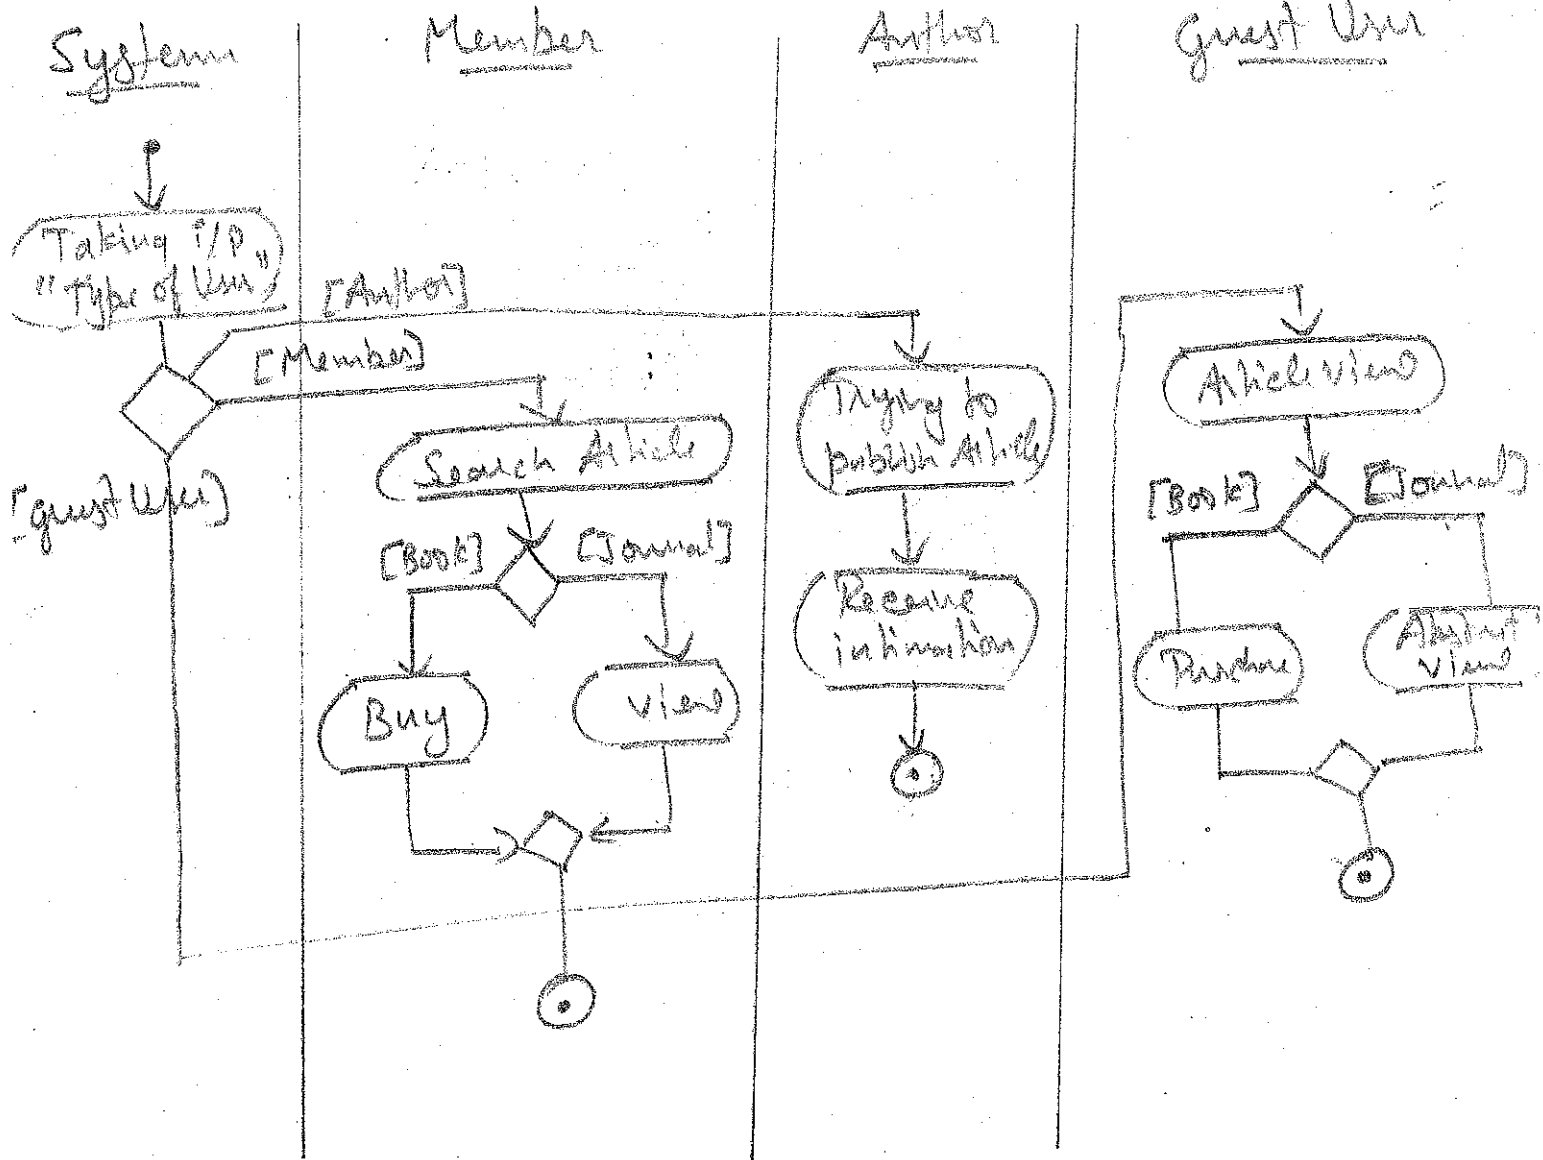 System
Member
Author
Guest User
Taking i/p
"Type of User"
[Author]
[Member]
[guest User]
Search Article
[Book]
[Journal]
Buy
View
Trying to
publish Article
Receive
intimation
Article View
[Book]
[Journal]
Purchase
Abstract
View